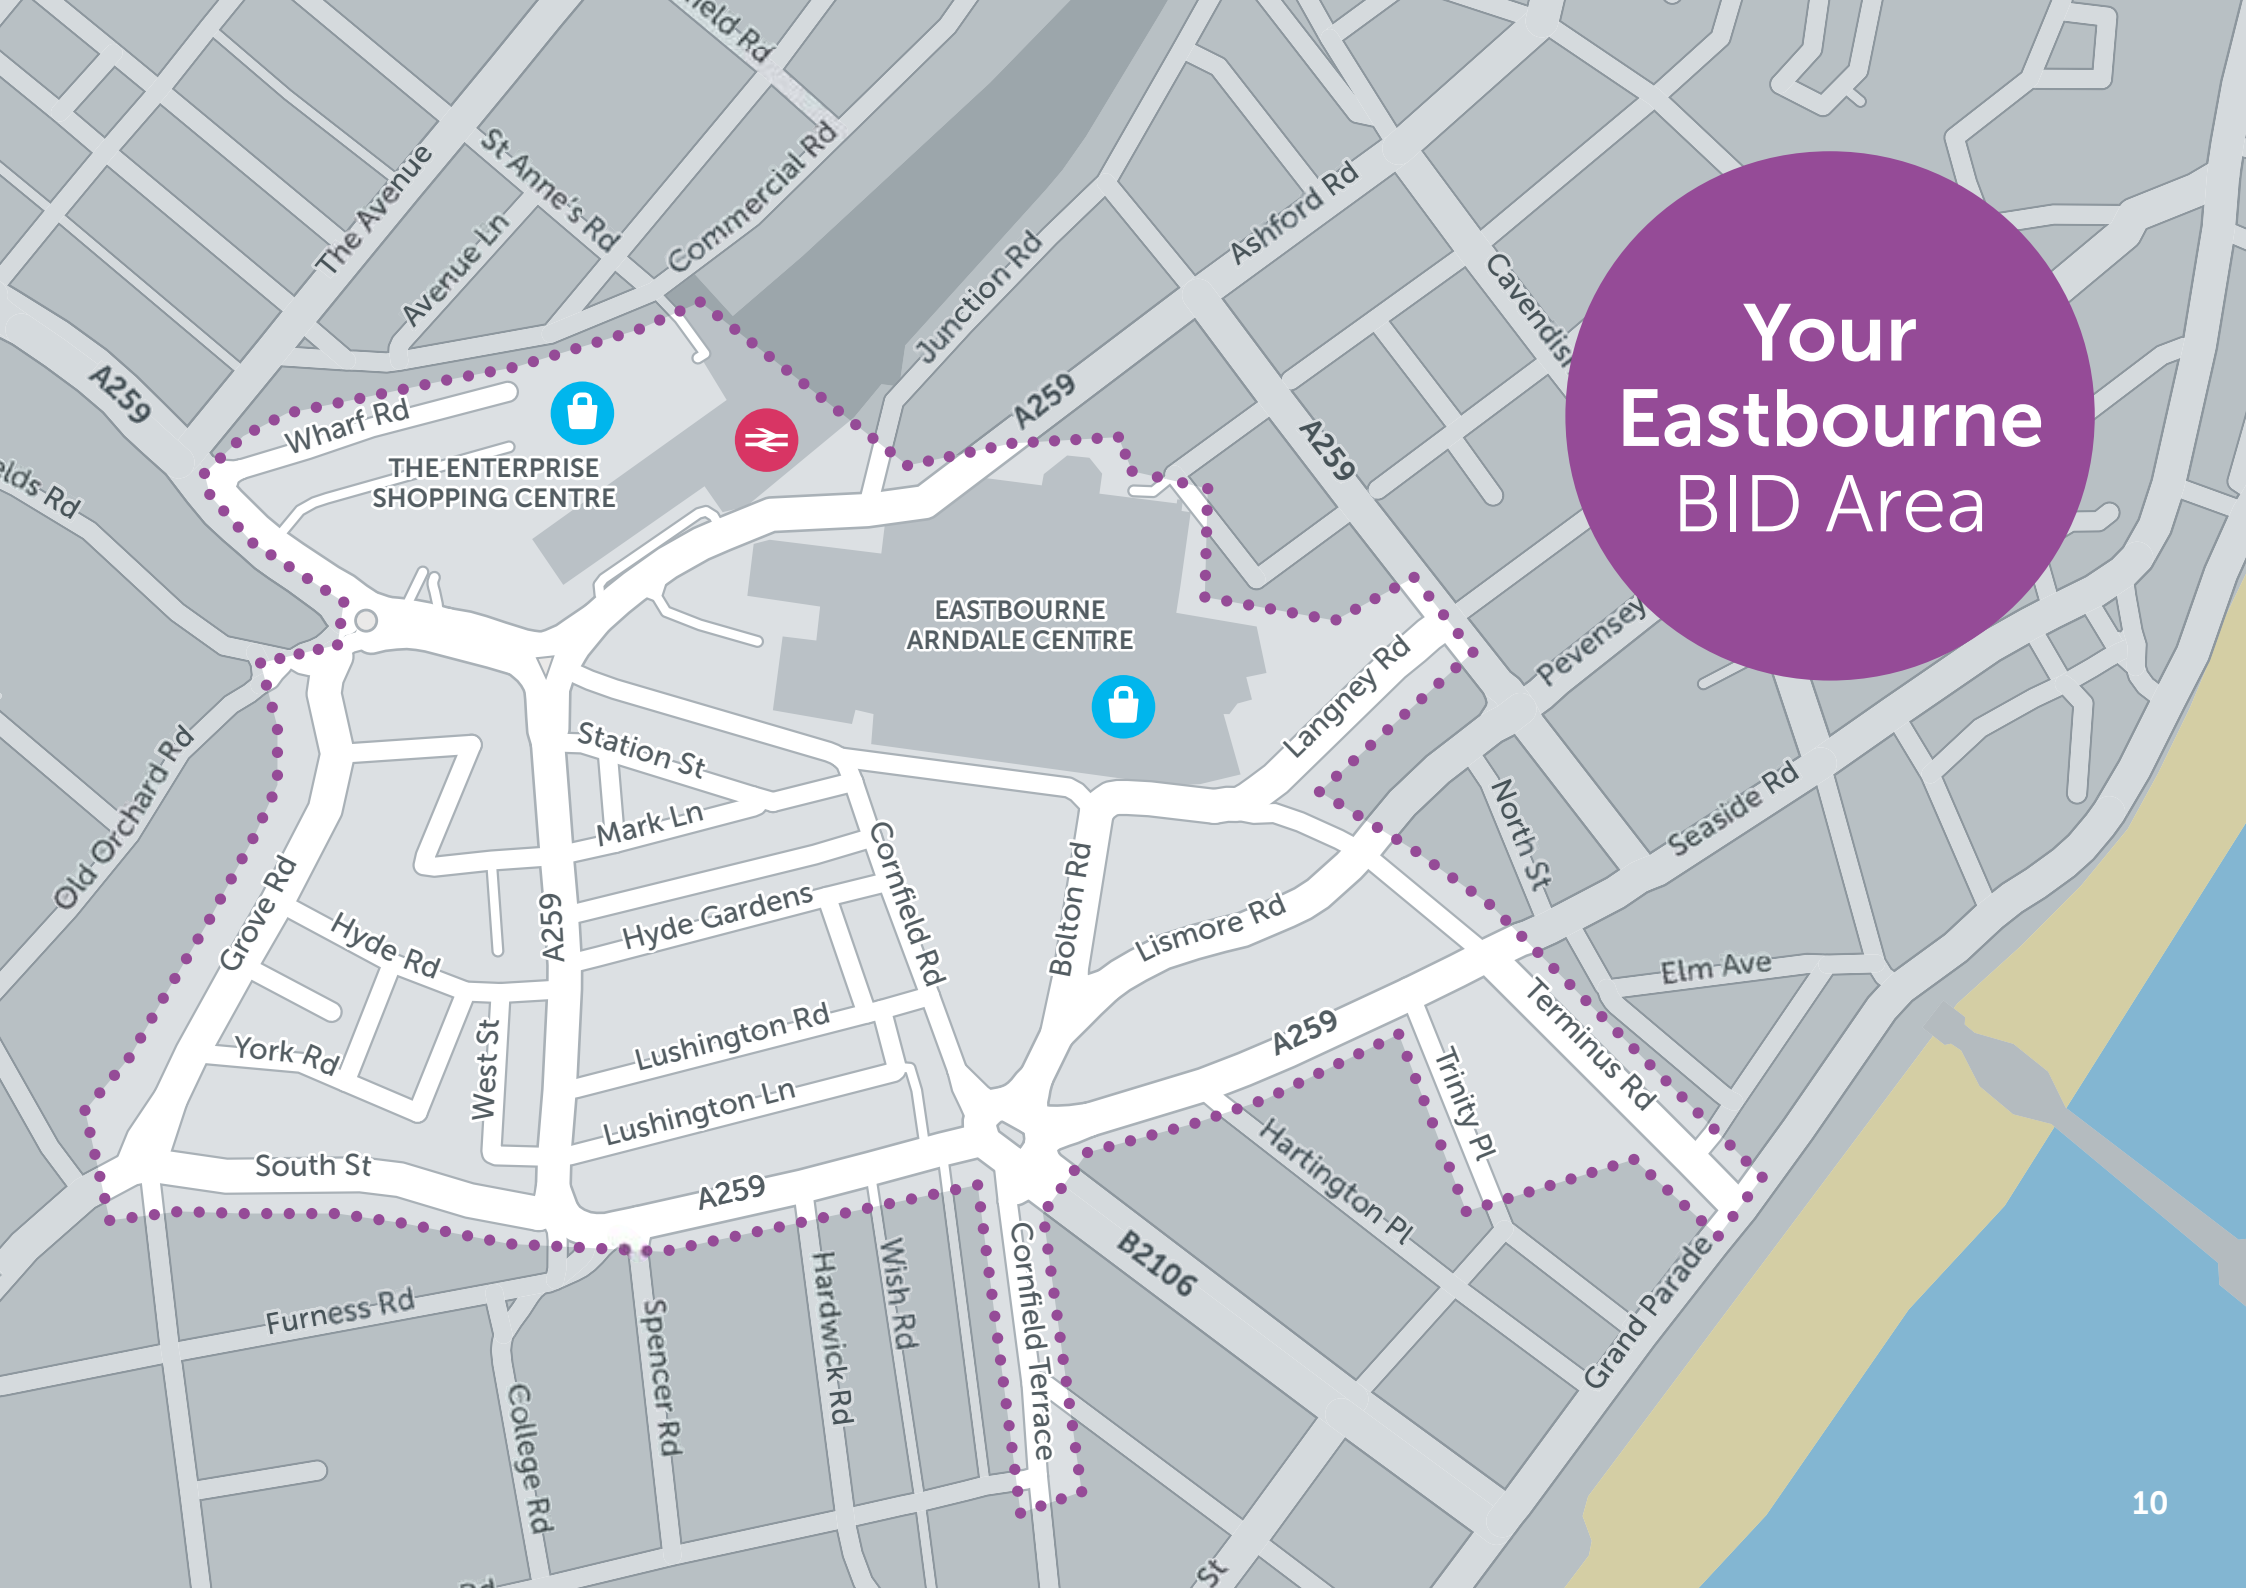 field Rd
St Anne's Rd
Commercial Rd
The Avenue
Avenue Ln
Ashford Rd
Junction Rd
Your
Eastbourne
BID Area
A259
A259
A259
Wharf Rd
THE ENTERPRISE
SHOPPING CENTRE
EASTBOURNE
ARNDALE CENTRE
Langney Rd
Pevensey
Station St
Mark Ln
Cornfield Rd
Hyde Gardens
Old Orchard Rd
Grove Rd
Hyde Rd
A259
Bolton Rd
Lismore Rd
North St
Seaside Rd
Elm Ave
Terminus Rd
York Rd
West St
Lushington Rd
Lushington Ln
A259
Trinity Pl
Hartington Pl
South St
A259
B2106
Cornfield Terrace
Grand Parade
Furness Rd
Spencer Rd
Hardwick Rd
Wish Rd
College Rd
St
10